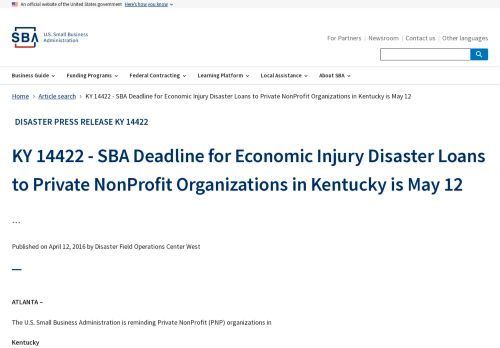 An official website of the United States government Here's how you know
SBA U.S. Small Business Administration
For Partners Newsroom Contact us Other languages
Business Guide Funding Programs Federal Contracting Learning Platform Local Assistance About SBA
Home Article search KY 14422 - SBA Deadline for Economic Injury Disaster Loans to Private NonProfit Organizations in Kentucky is May 12
DISASTER PRESS RELEASE KY 14422
KY 14422 - SBA Deadline for Economic Injury Disaster Loans
to Private NonProfit Organizations in Kentucky is May 12
...
Published on April 12, 2016 by Disaster Field Operations Center West
ATLANTA –
The U.S. Small Business Administration is reminding Private NonProfit (PNP) organizations in
Kentucky